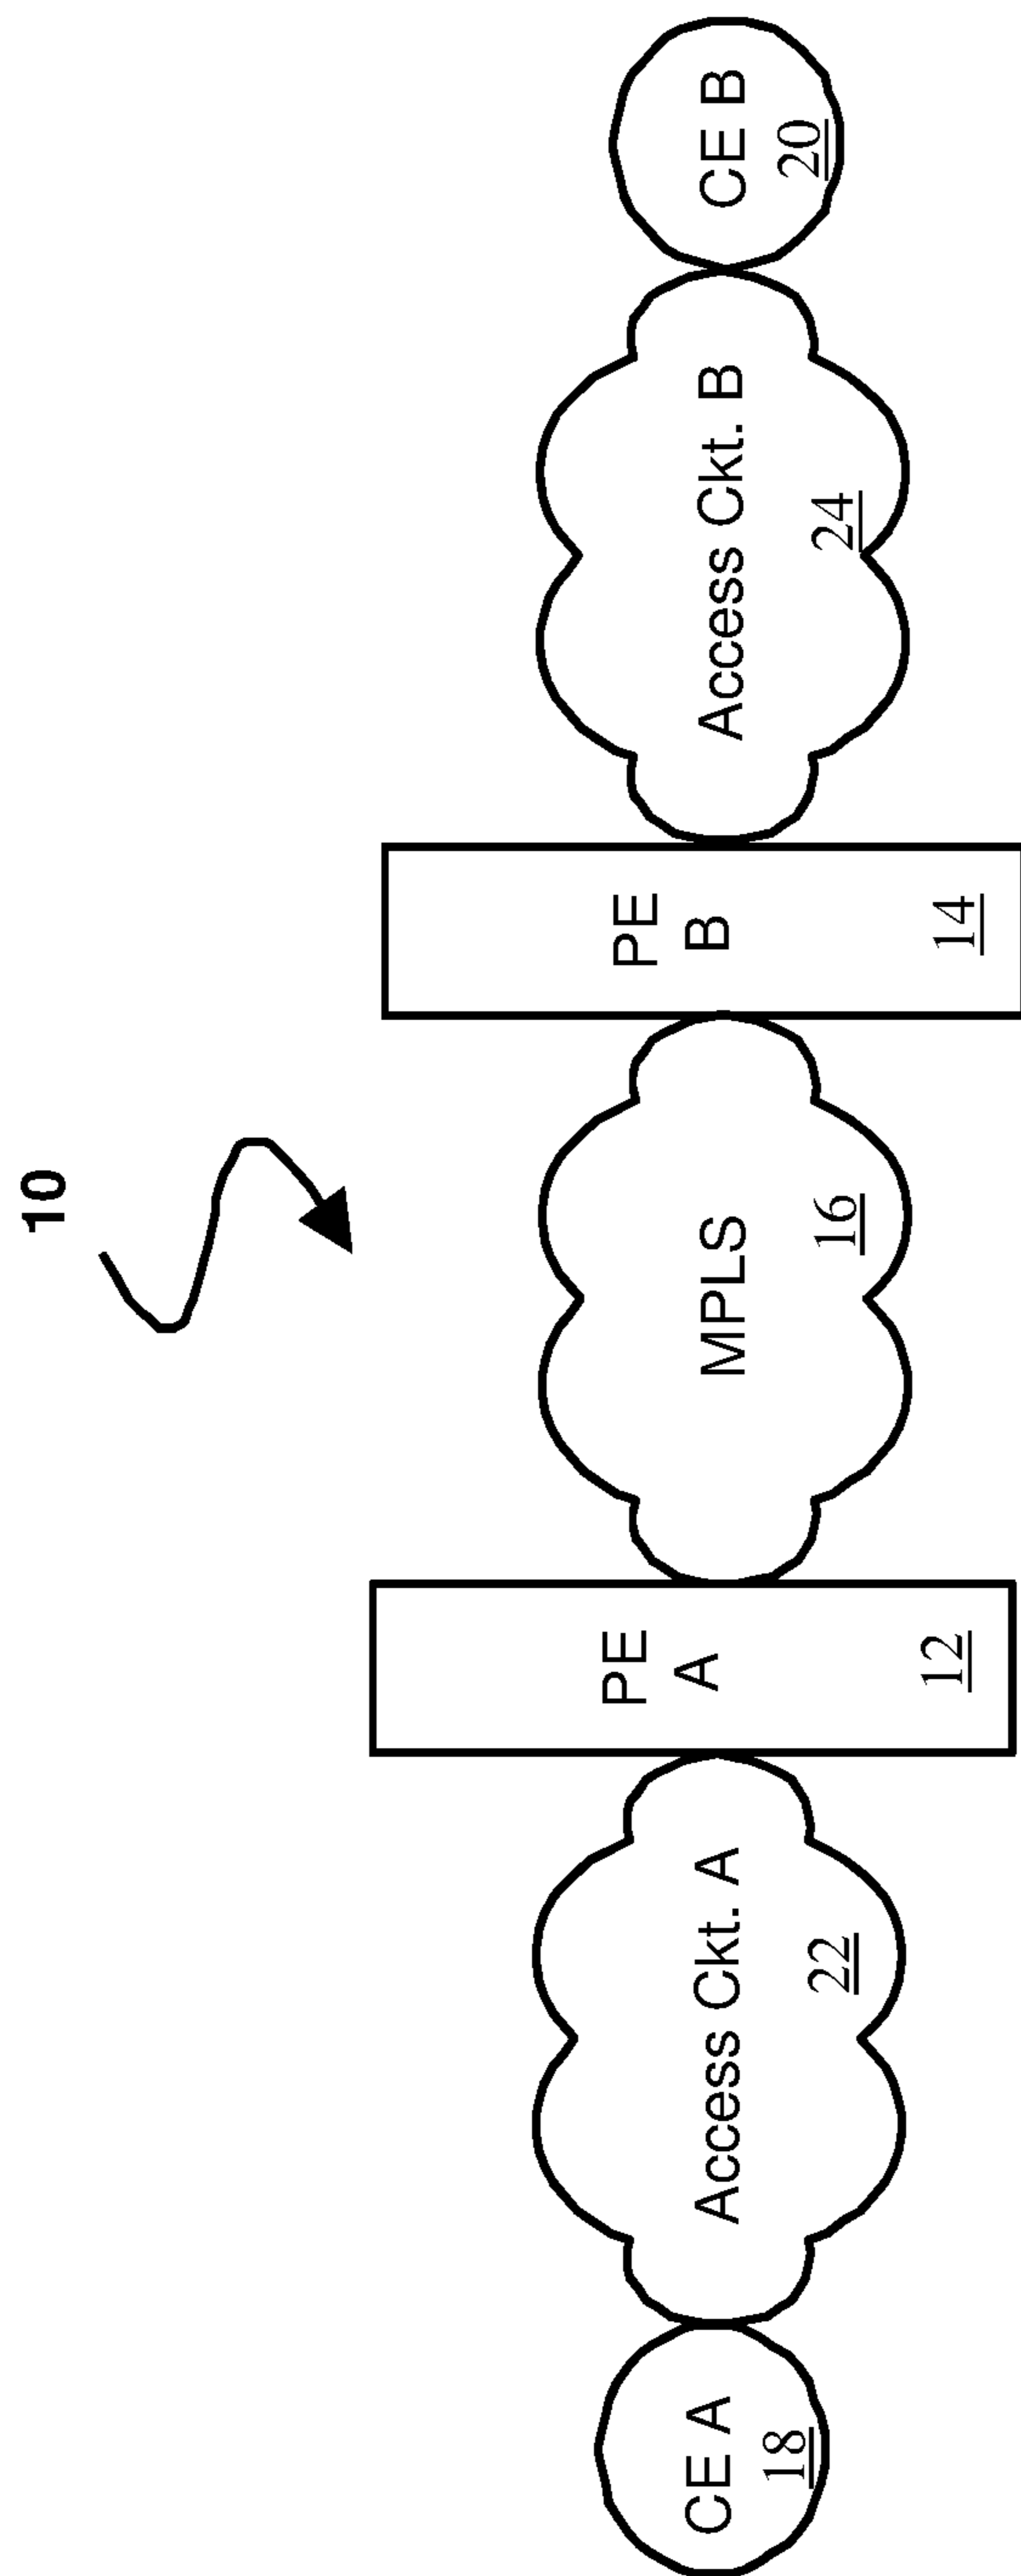 10
CE A
18
Access Ckt. A
22
PE
A
12
MPLS
16
PE
B
14
Access Ckt. B
24
CE B
20